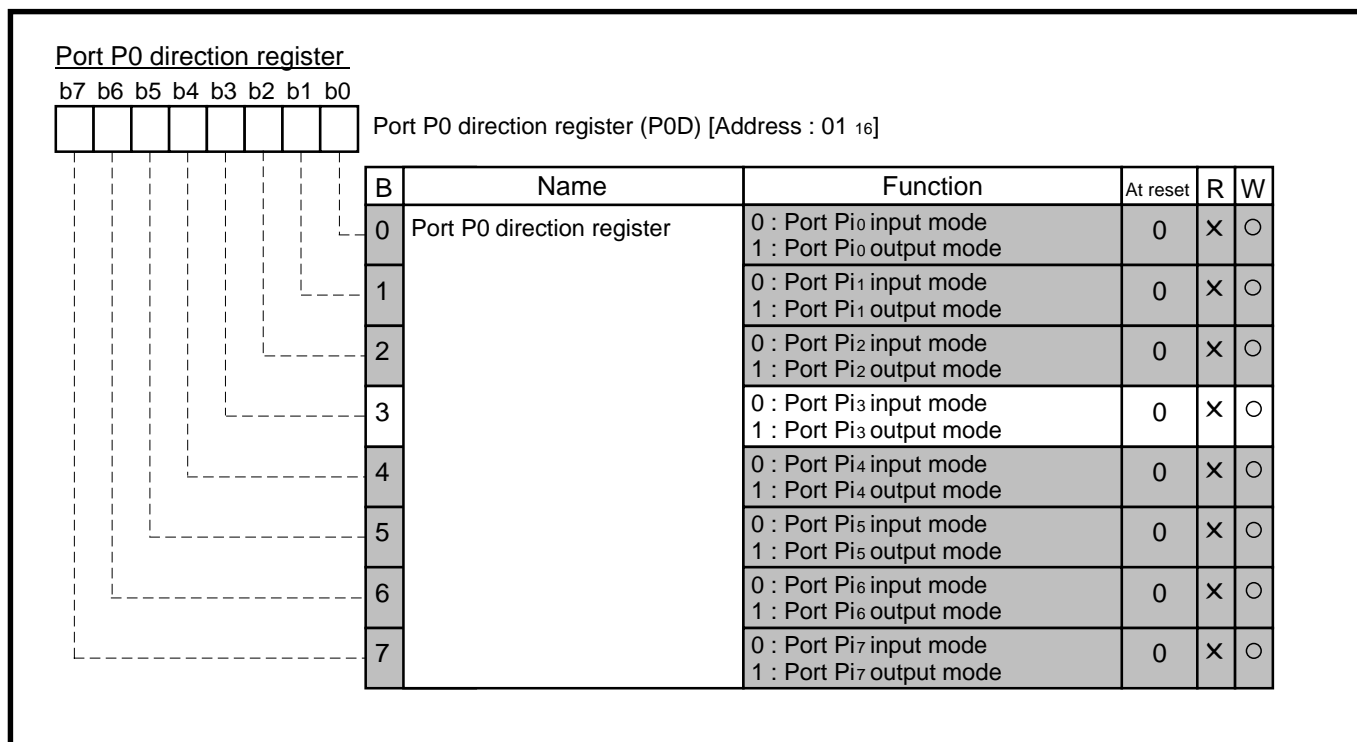 Port P0 direction register
b7 b6 b5 b4 b3 b2 b1 b0
Port P0 direction register (P0D) [Address : 01 16]
B Name Function At reset R W
0 Port P0 direction register 0 : Port Pi0 input mode 0 × ○
1 : Port Pi0 output mode
1 0 : Port Pi1 input mode 0 × ○
1 : Port Pi1 output mode
2 0 : Port Pi2 input mode 0 × ○
1 : Port Pi2 output mode
3 0 : Port Pi3 input mode 0 × ○
1 : Port Pi3 output mode
4 0 : Port Pi4 input mode 0 × ○
1 : Port Pi4 output mode
5 0 : Port Pi5 input mode 0 × ○
1 : Port Pi5 output mode
6 0 : Port Pi6 input mode 0 × ○
1 : Port Pi6 output mode
7 0 : Port Pi7 input mode 0 × ○
1 : Port Pi7 output mode